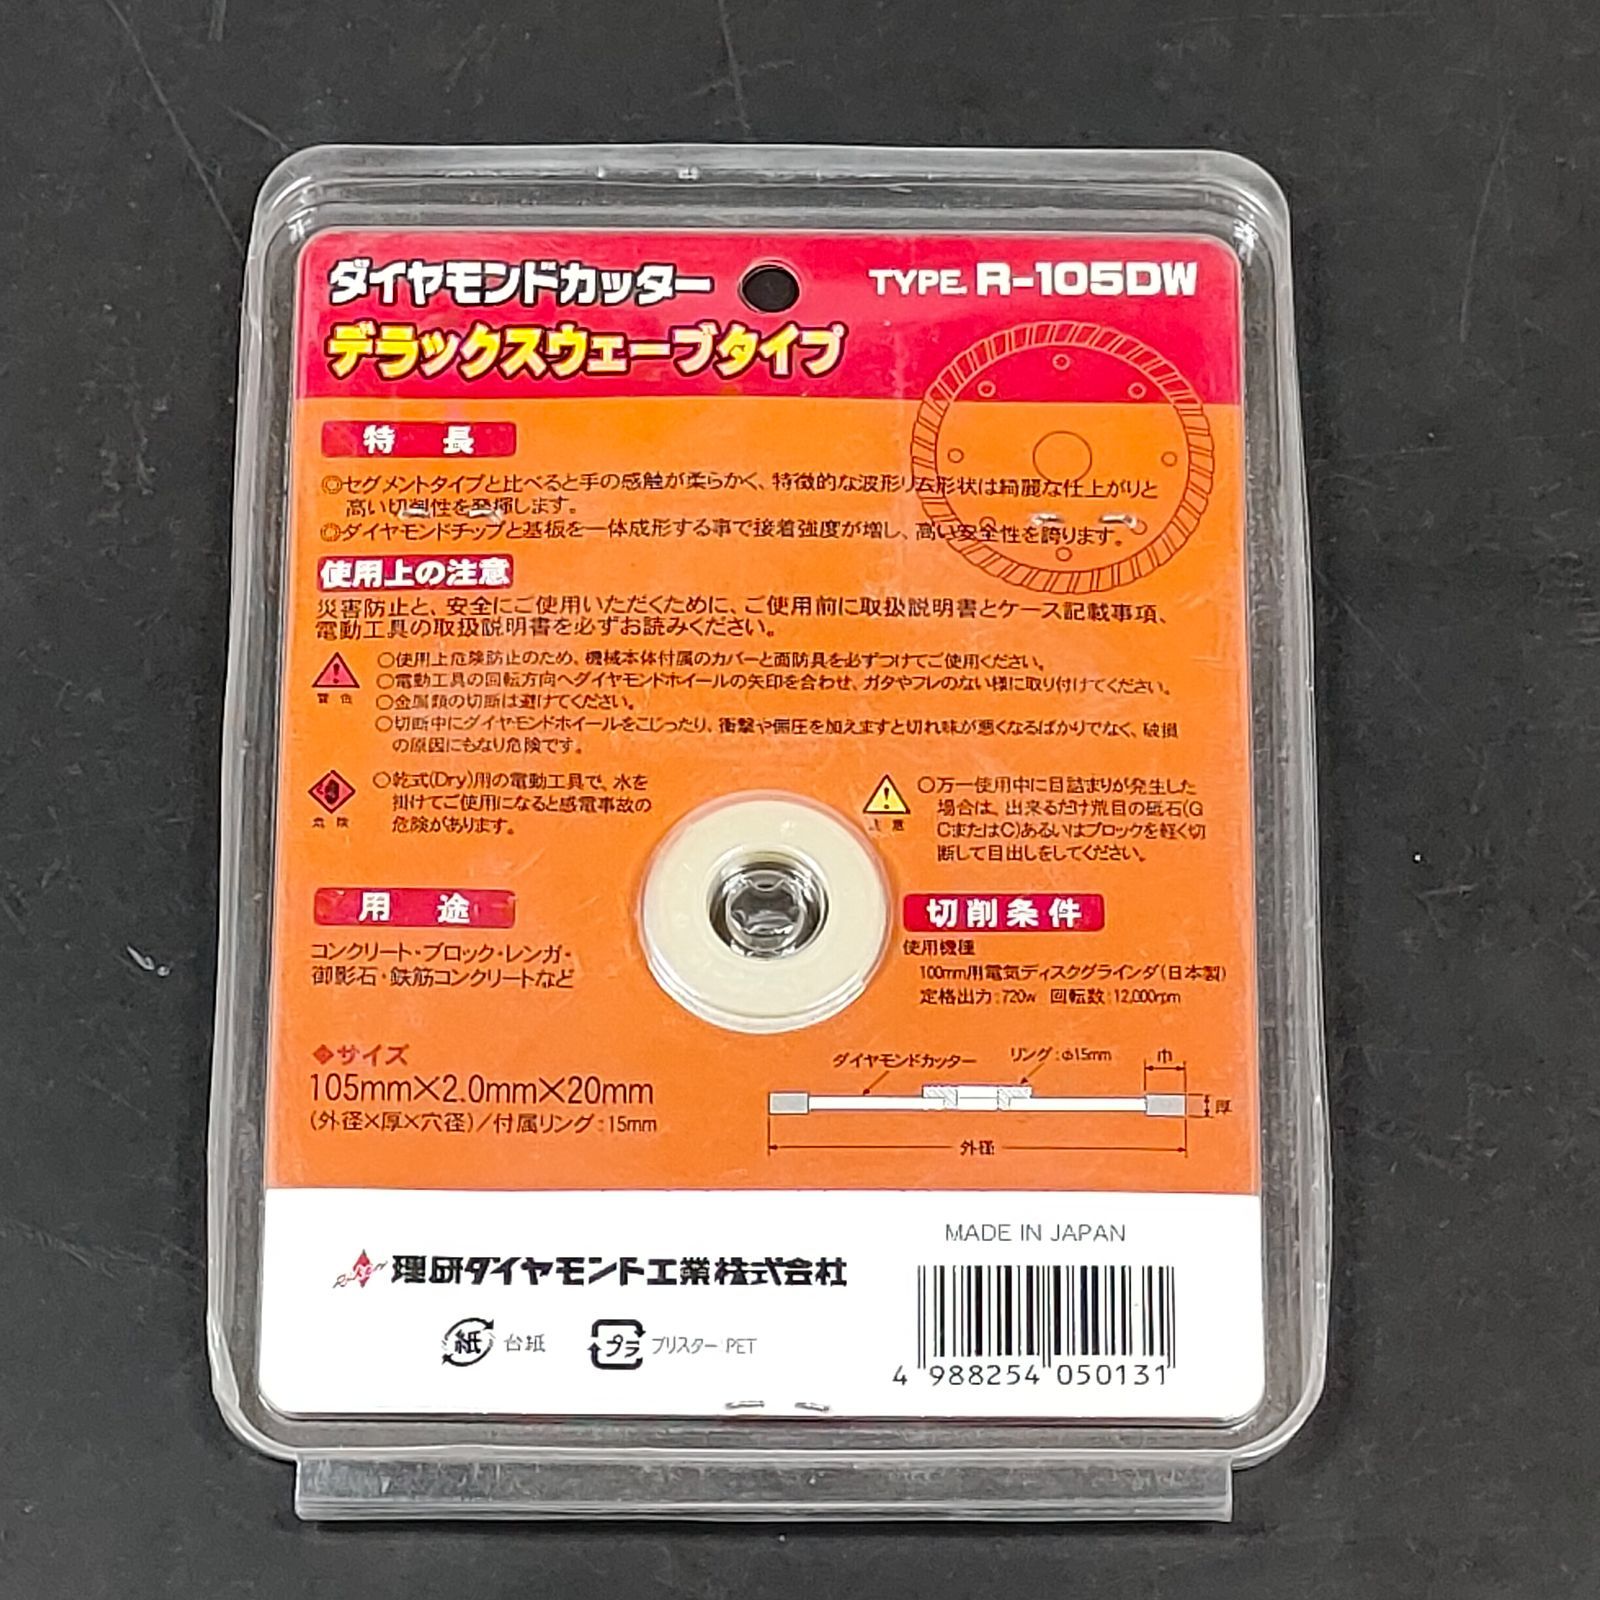 ダイヤモンドカッター
TYPE. R-105DW
デラックスウェーブタイプ
特長
◎セグメントタイプと比べると手の感触が柔らかく、特徴的な波形リム形状は綺麗な仕上がりと
高い切削性を発揮します。
◎ダイヤモンドチップと基板を一体成形する事で接着強度が増し、高い安全性を誇ります。
使用上の注意
災害防止と、安全にご使用いただくために、ご使用前に取扱説明書とケース記載事項、
電動工具の取扱説明書を必ずお読みください。
○使用上危険防止のため、機械本体付属のカバーと面防具を必ずつけてご使用ください。
○電動工具の回転方向へダイヤモンドホイールの矢印を合わせ、ガタやフレのない様に取り付けてください。
警告
○金属類の切断は避けてください。
○切断中にダイヤモンドホイールをこじったり、衝撃や側圧を加えますと切れ味が悪くなるばかりでなく、破損
の原因にもなり危険です。
○乾式(Dry)用の電動工具で、水を
掛けてご使用になると感電事故の
危険があります。
危険
○万一使用中に目詰まりが発生した
場合は、出来るだけ荒目の砥石(G
CまたはC)あるいはブロックを軽く切
断して目出しをしてください。
注意
用途
コンクリート・ブロック・レンガ・
御影石・鉄筋コンクリートなど
切削条件
使用機種
100mm用電気ディスクグラインダ(日本製)
定格出力:720w 回転数:12,000rpm
◆サイズ
105mm×2.0mm×20mm
(外径×厚×穴径)/付属リング:15mm
ダイヤモンドカッター
リング:φ15mm
巾
厚
外径
MADE IN JAPAN
理研ダイヤモンド工業株式会社
紙 台紙
プラ ブリスター:PET
4 988254 050131